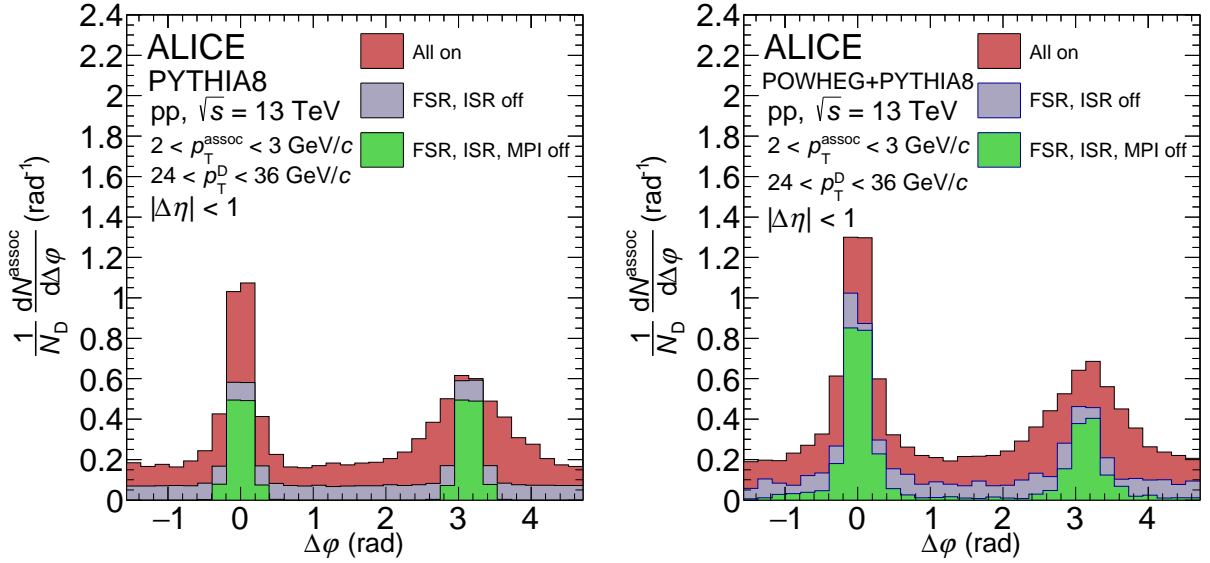 ALICE
PYTHIA8
pp, √s = 13 TeV
2 < p_T^assoc < 3 GeV/c
24 < p_T^D < 36 GeV/c
|Δη| < 1
All on
FSR, ISR off
FSR, ISR, MPI off
2.4
2.2
2
1.8
1.6
1.4
1.2
1
0.8
0.6
0.4
0.2
0
−1 0 1 2 3 4
Δφ (rad)
1/N_D dN^assoc/dΔφ (rad^-1)
ALICE
POWHEG+PYTHIA8
pp, √s = 13 TeV
2 < p_T^assoc < 3 GeV/c
24 < p_T^D < 36 GeV/c
|Δη| < 1
All on
FSR, ISR off
FSR, ISR, MPI off
2.4
2.2
2
1.8
1.6
1.4
1.2
1
0.8
0.6
0.4
0.2
0
−1 0 1 2 3 4
Δφ (rad)
1/N_D dN^assoc/dΔφ (rad^-1)